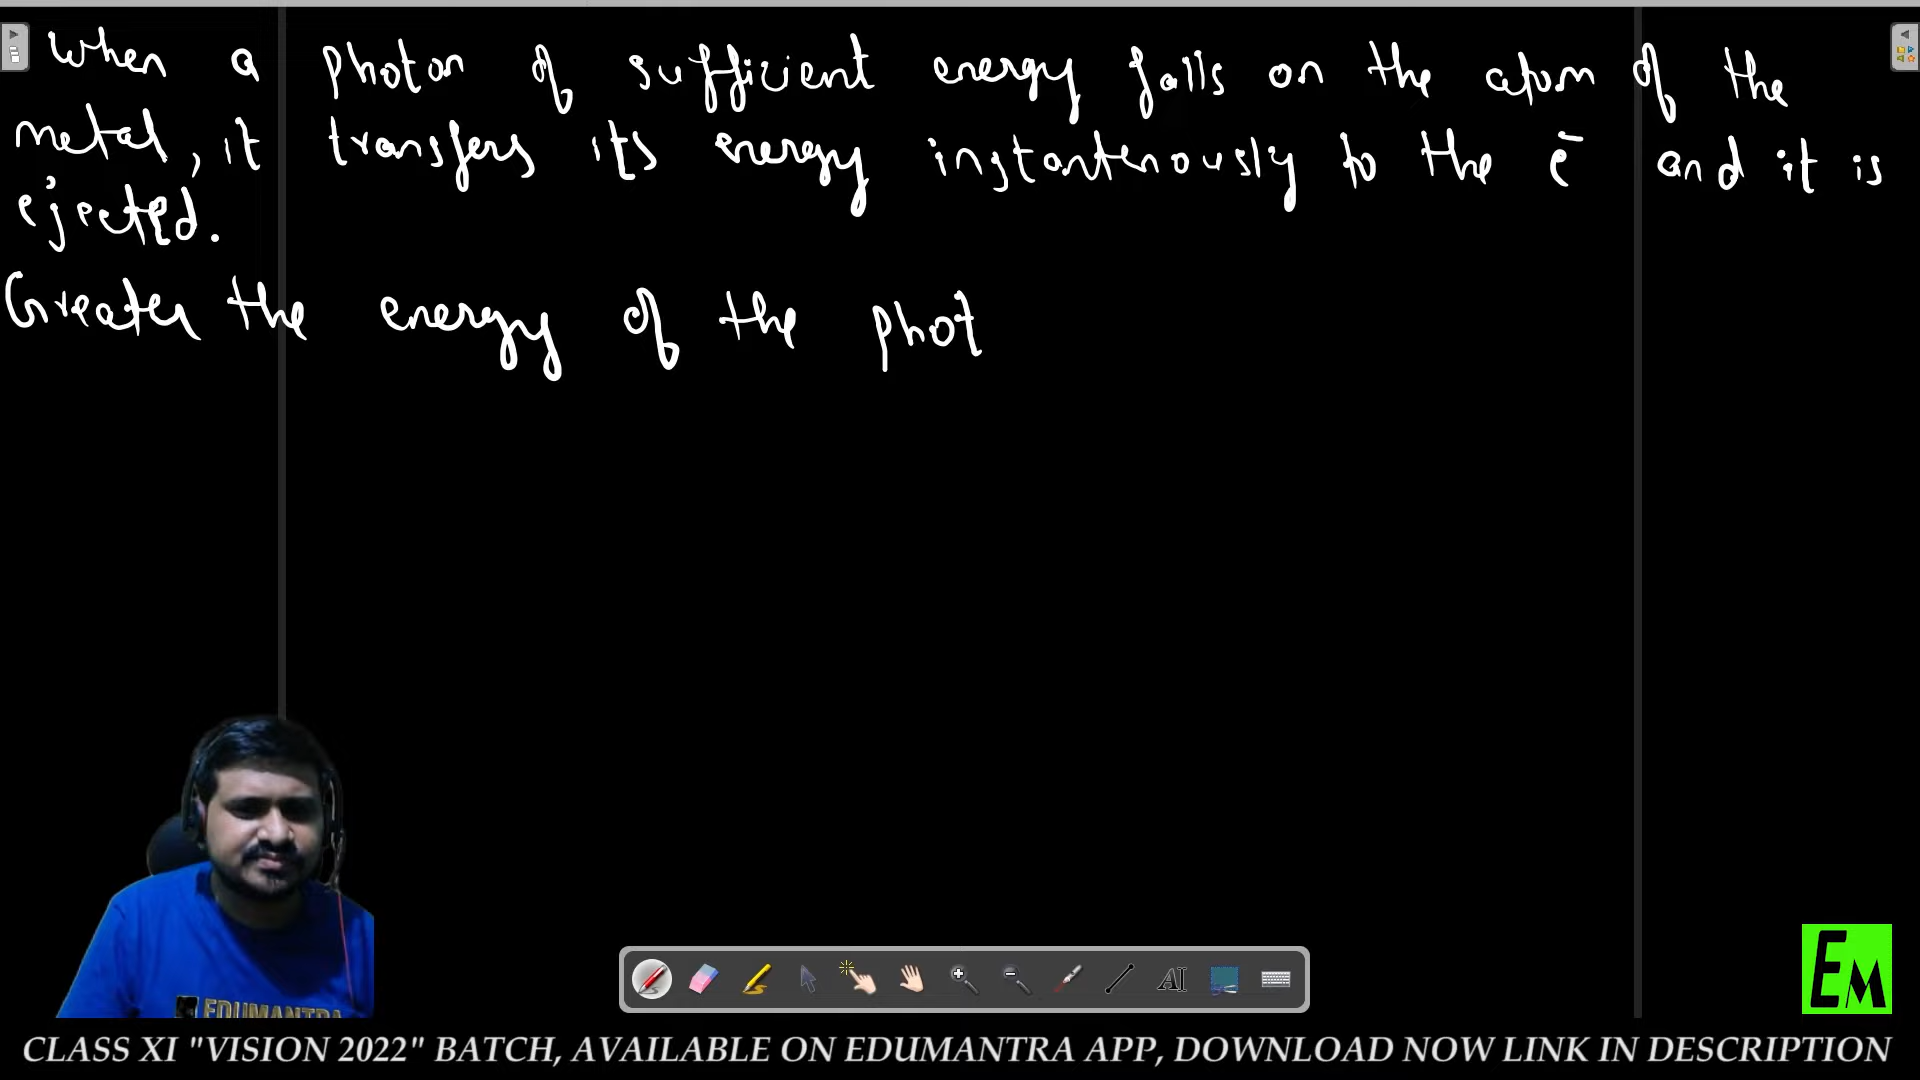 When a photon of sufficient energy falls on the atom of the
metal, it transfers its energy instantenously to the e⁻ and it is
ejected.
Greater the energy of the phot
AI
EDUMANTRA
EM
CLASS XI "VISION 2022" BATCH, AVAILABLE ON EDUMANTRA APP, DOWNLOAD NOW LINK IN DESCRIPTION